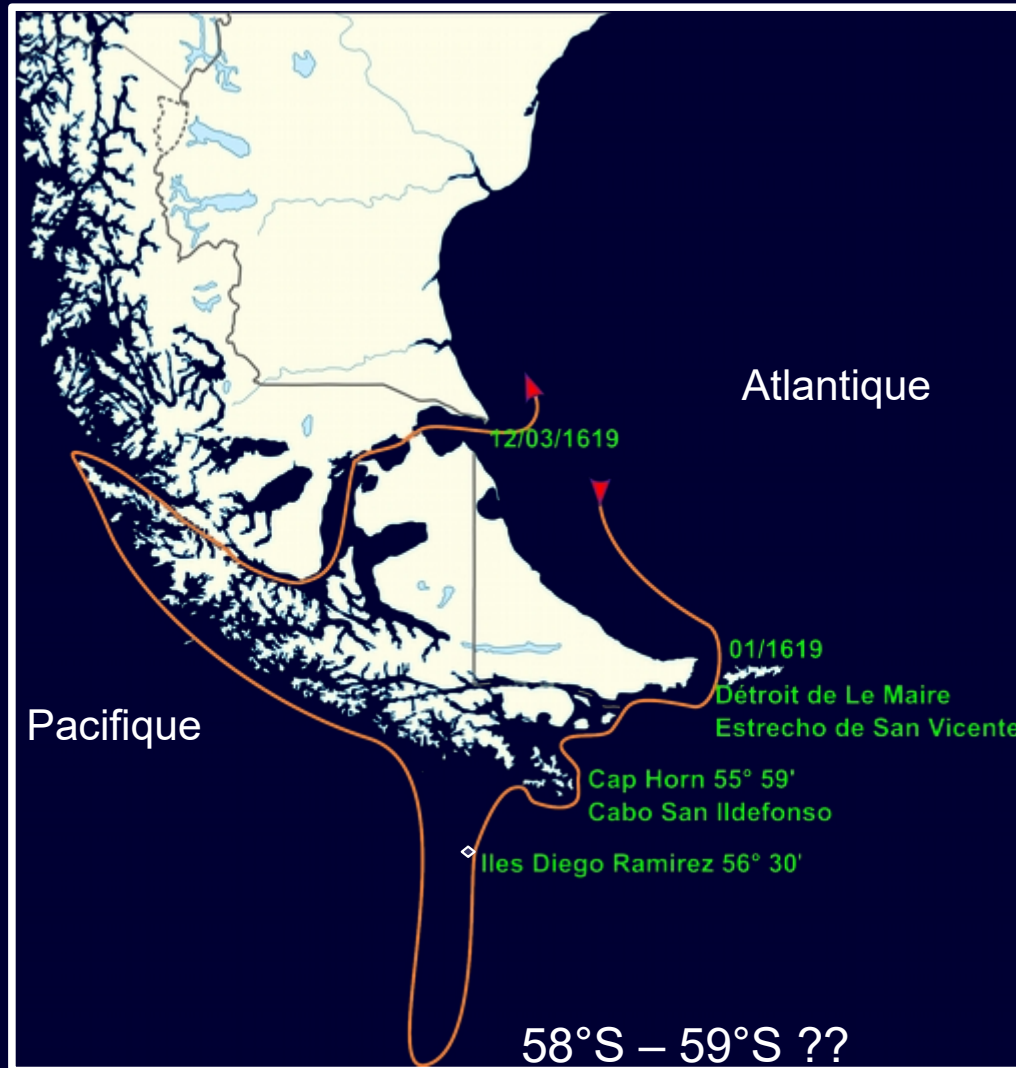 Atlantique
12/03/1619
01/1619
Détroit de Le Maire
Estrecho de San Vicente
Pacifique
Cap Horn 55° 59'
Cabo San Ildefonso
Iles Diego Ramirez 56° 30'
58°S – 59°S ??